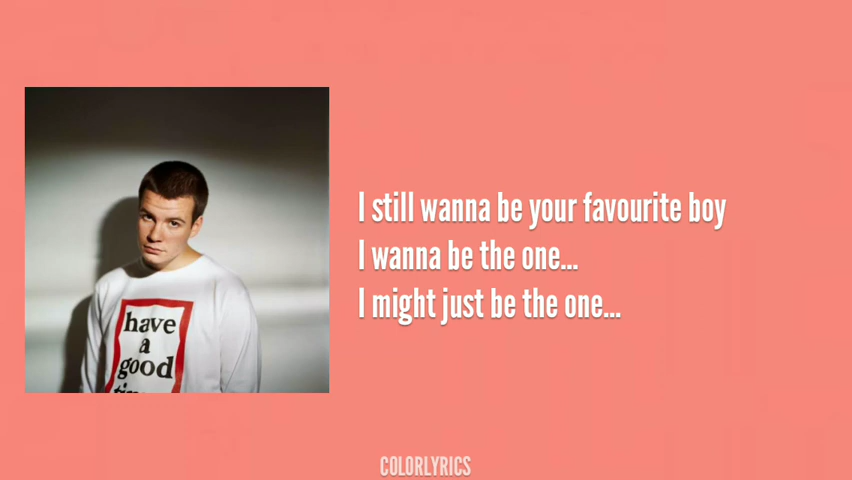 I still wanna be your favourite boy
I wanna be the one...
I might just be the one...
have
a
good
COLORLYRICS